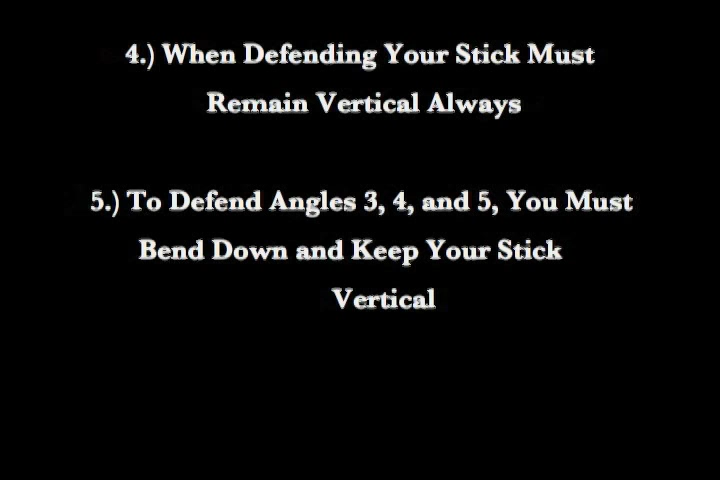 4.) When Defending Your Stick Must
Remain Vertical Always
5.) To Defend Angles 3, 4, and 5, You Must
Bend Down and Keep Your Stick
Vertical